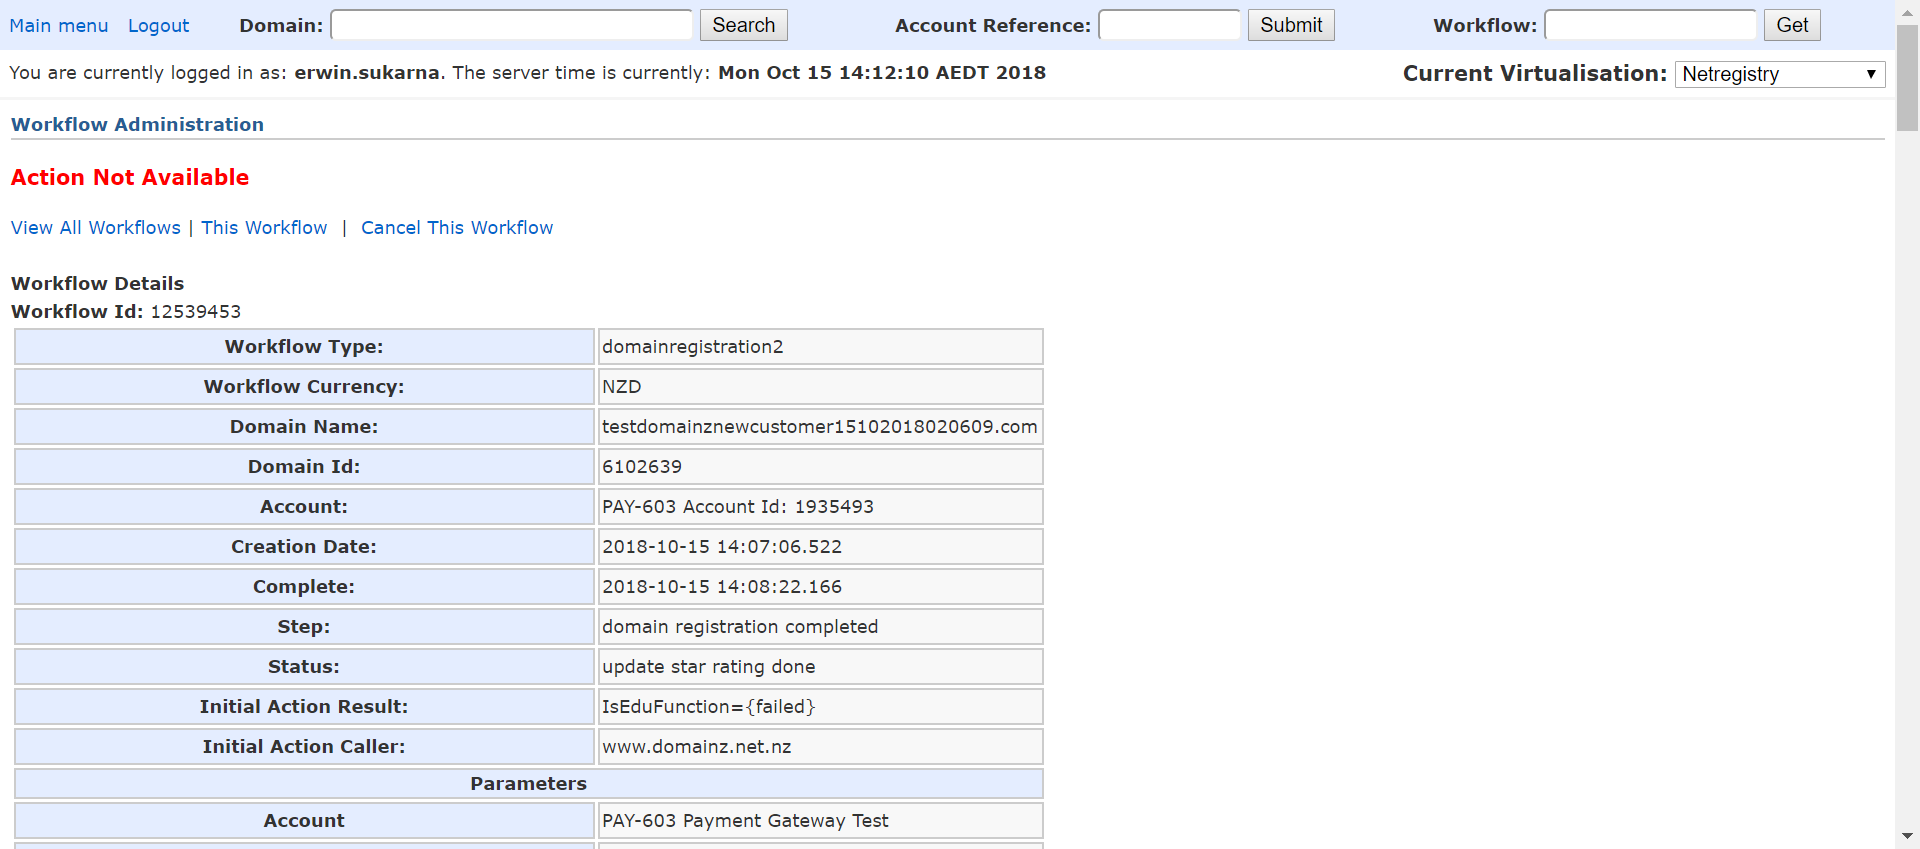 Main menu Logout Domain: Search Account Reference: Submit Workflow: Get
You are currently logged in as: erwin.sukarna. The server time is currently: Mon Oct 15 14:12:10 AEDT 2018 Current Virtualisation: Netregistry
Workflow Administration
Action Not Available
View All Workflows | This Workflow | Cancel This Workflow
Workflow Details
Workflow Id: 12539453
Workflow Type: domainregistration2
Workflow Currency: NZD
Domain Name: testdomainznewcustomer15102018020609.com
Domain Id: 6102639
Account: PAY-603 Account Id: 1935493
Creation Date: 2018-10-15 14:07:06.522
Complete: 2018-10-15 14:08:22.166
Step: domain registration completed
Status: update star rating done
Initial Action Result: IsEduFunction={failed}
Initial Action Caller: www.domainz.net.nz
Parameters
Account PAY-603 Payment Gateway Test